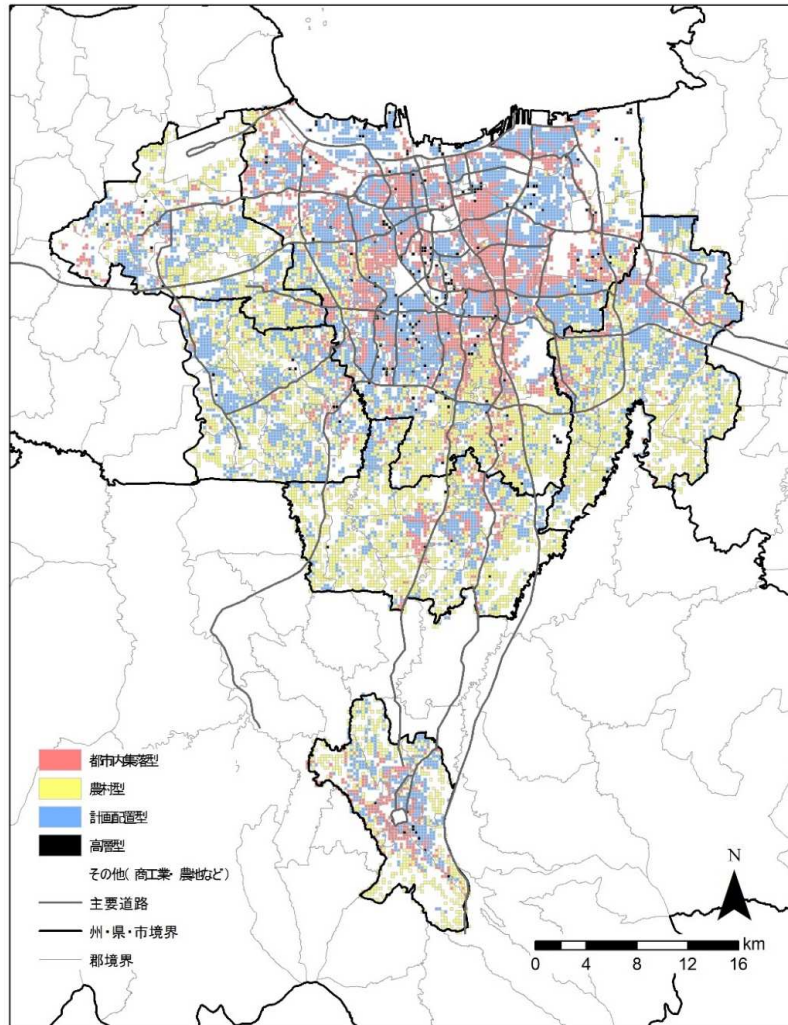 都市内集落型
農村型
計画配置型
高層型
その他(商工業・農地など)
主要道路
州・県・市境界
郡境界
N
km
0 4 8 12 16